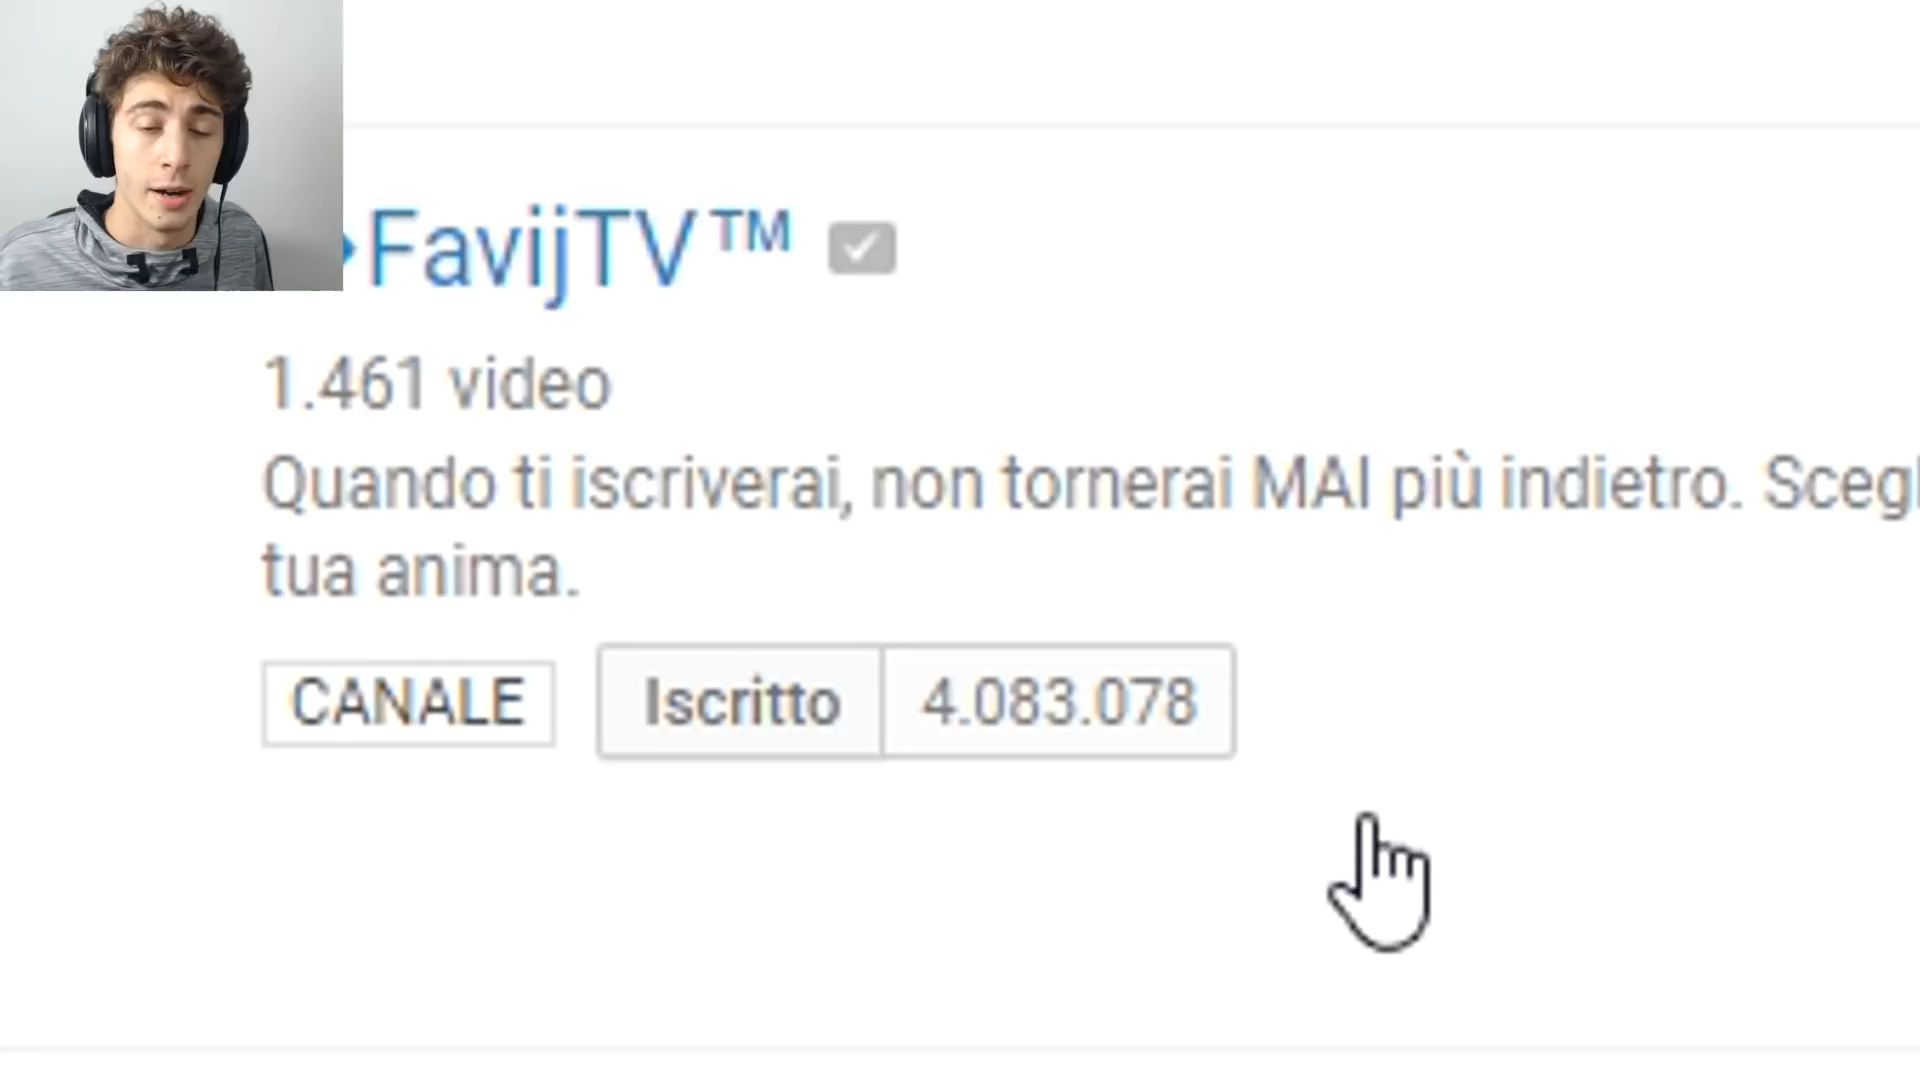 FavijTV™
1.461 video
Quando ti iscriverai, non tornerai MAI più indietro.
tua anima.
CANALE Iscritto 4.083.078